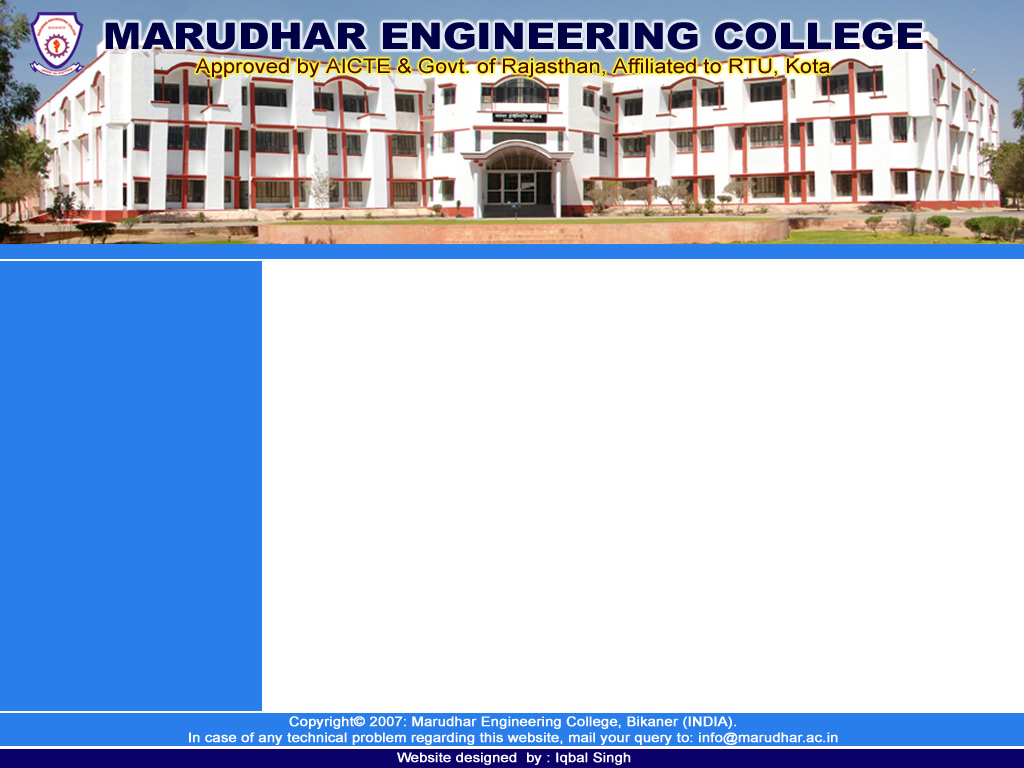 MARUDHAR ENGINEERING COLLEGE
Approved by AICTE & Govt. of Rajasthan, Affiliated to RTU, Kota
Copyright© 2007: Marudhar Engineering College, Bikaner (INDIA).
In case of any technical problem regarding this website, mail your query to: info@marudhar.ac.in
Website designed by : Iqbal Singh